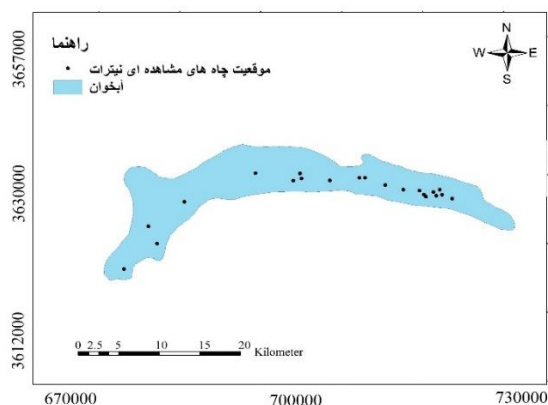 راهنما
موقعیت چاه های مشاهده ای نیترات
آبخوان
N
W E
S
3657000
3630000
3612000
0 2.5 5 10 15 20
Kilometer
670000 700000 730000